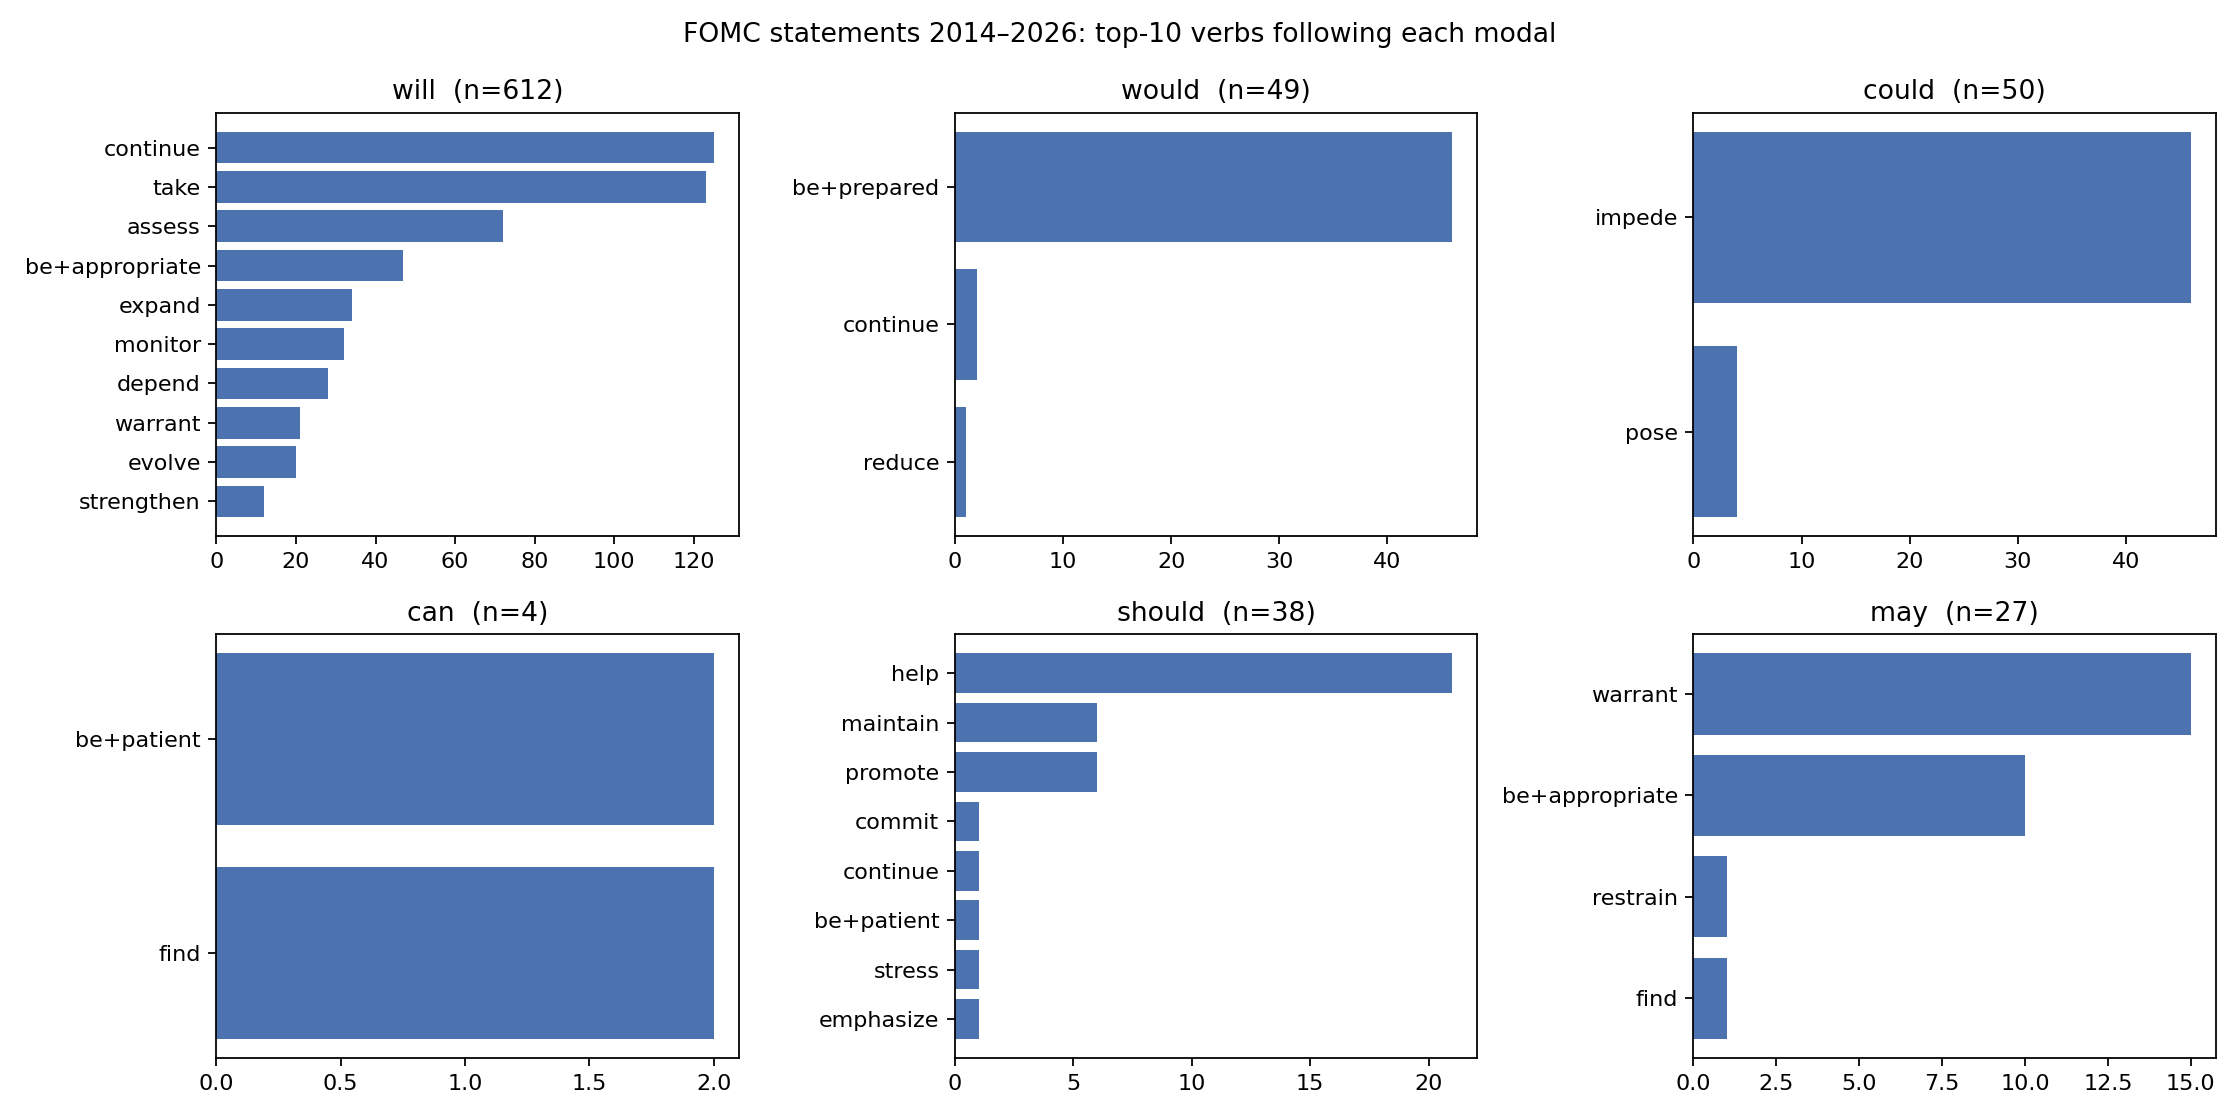 FOMC statements 2014–2026: top-10 verbs following each modal
will (n=612)
continue
take
assess
be+appropriate
expand
monitor
depend
warrant
evolve
strengthen
0 20 40 60 80 100 120
would (n=49)
be+prepared
continue
reduce
0 10 20 30 40
could (n=50)
impede
pose
0 10 20 30 40
can (n=4)
be+patient
find
0.0 0.5 1.0 1.5 2.0
should (n=38)
help
maintain
promote
commit
continue
be+patient
stress
emphasize
0 5 10 15 20
may (n=27)
warrant
be+appropriate
restrain
find
0.0 2.5 5.0 7.5 10.0 12.5 15.0